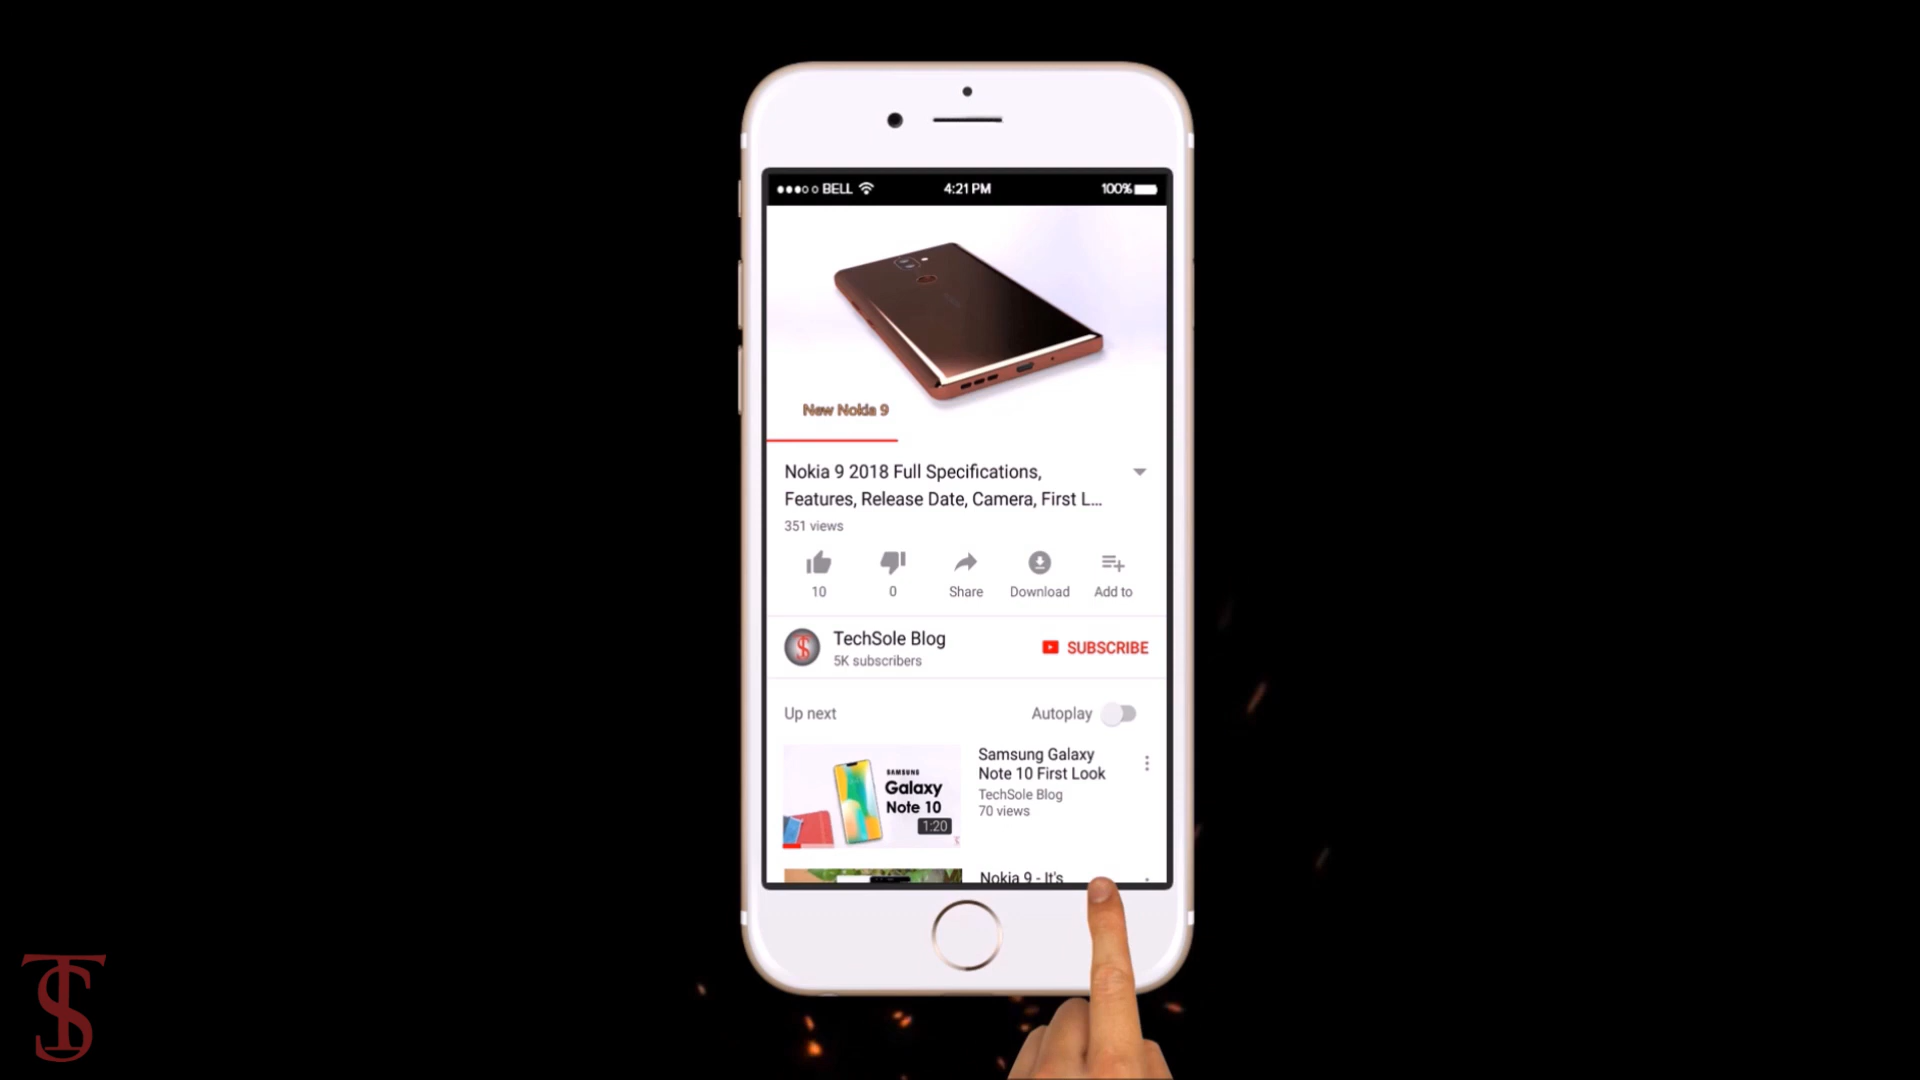 BELL
4:21 PM
100%
New Nokia 9
Nokia 9 2018 Full Specifications,
Features, Release Date, Camera, First L...
351 views
10
0
Share
Download
Add to
TechSole Blog
5K subscribers
SUBSCRIBE
Up next
Autoplay
SAMSUNG
Galaxy
Note 10
1:20
Samsung Galaxy
Note 10 First Look
TechSole Blog
70 views
Nokia 9 - It's
TS